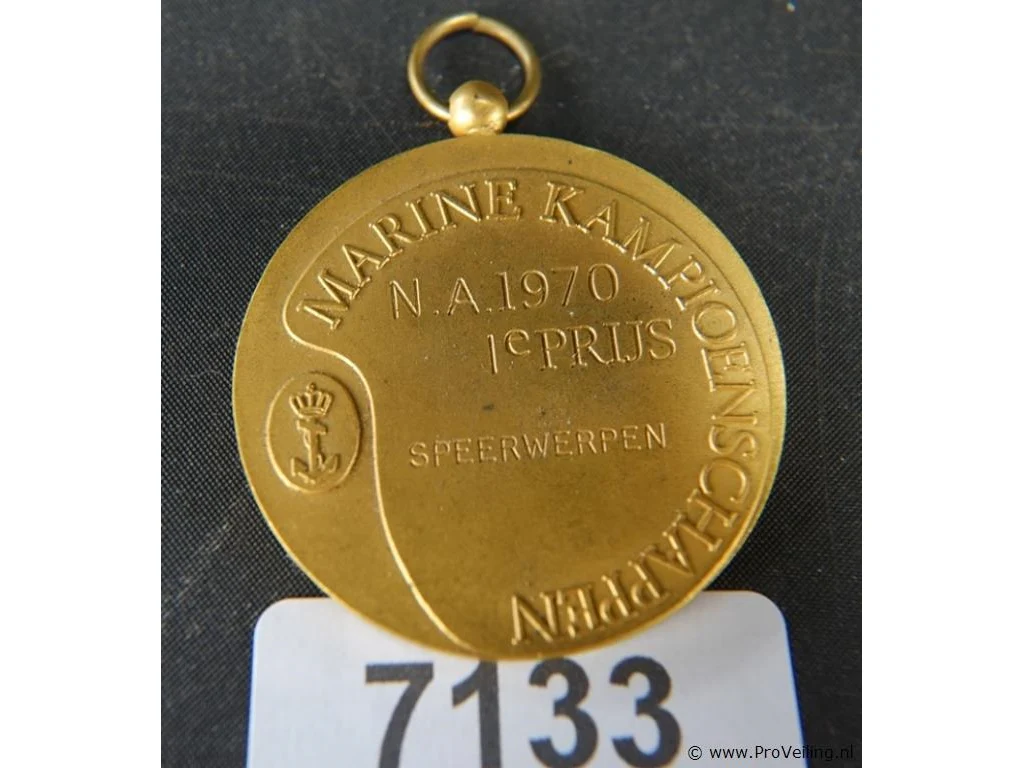 MARINE KAMPIOENSCHAPPEN
N.A.1970
1e PRIJS
SPEERWERPEN
7133
© www.ProVeiling.nl